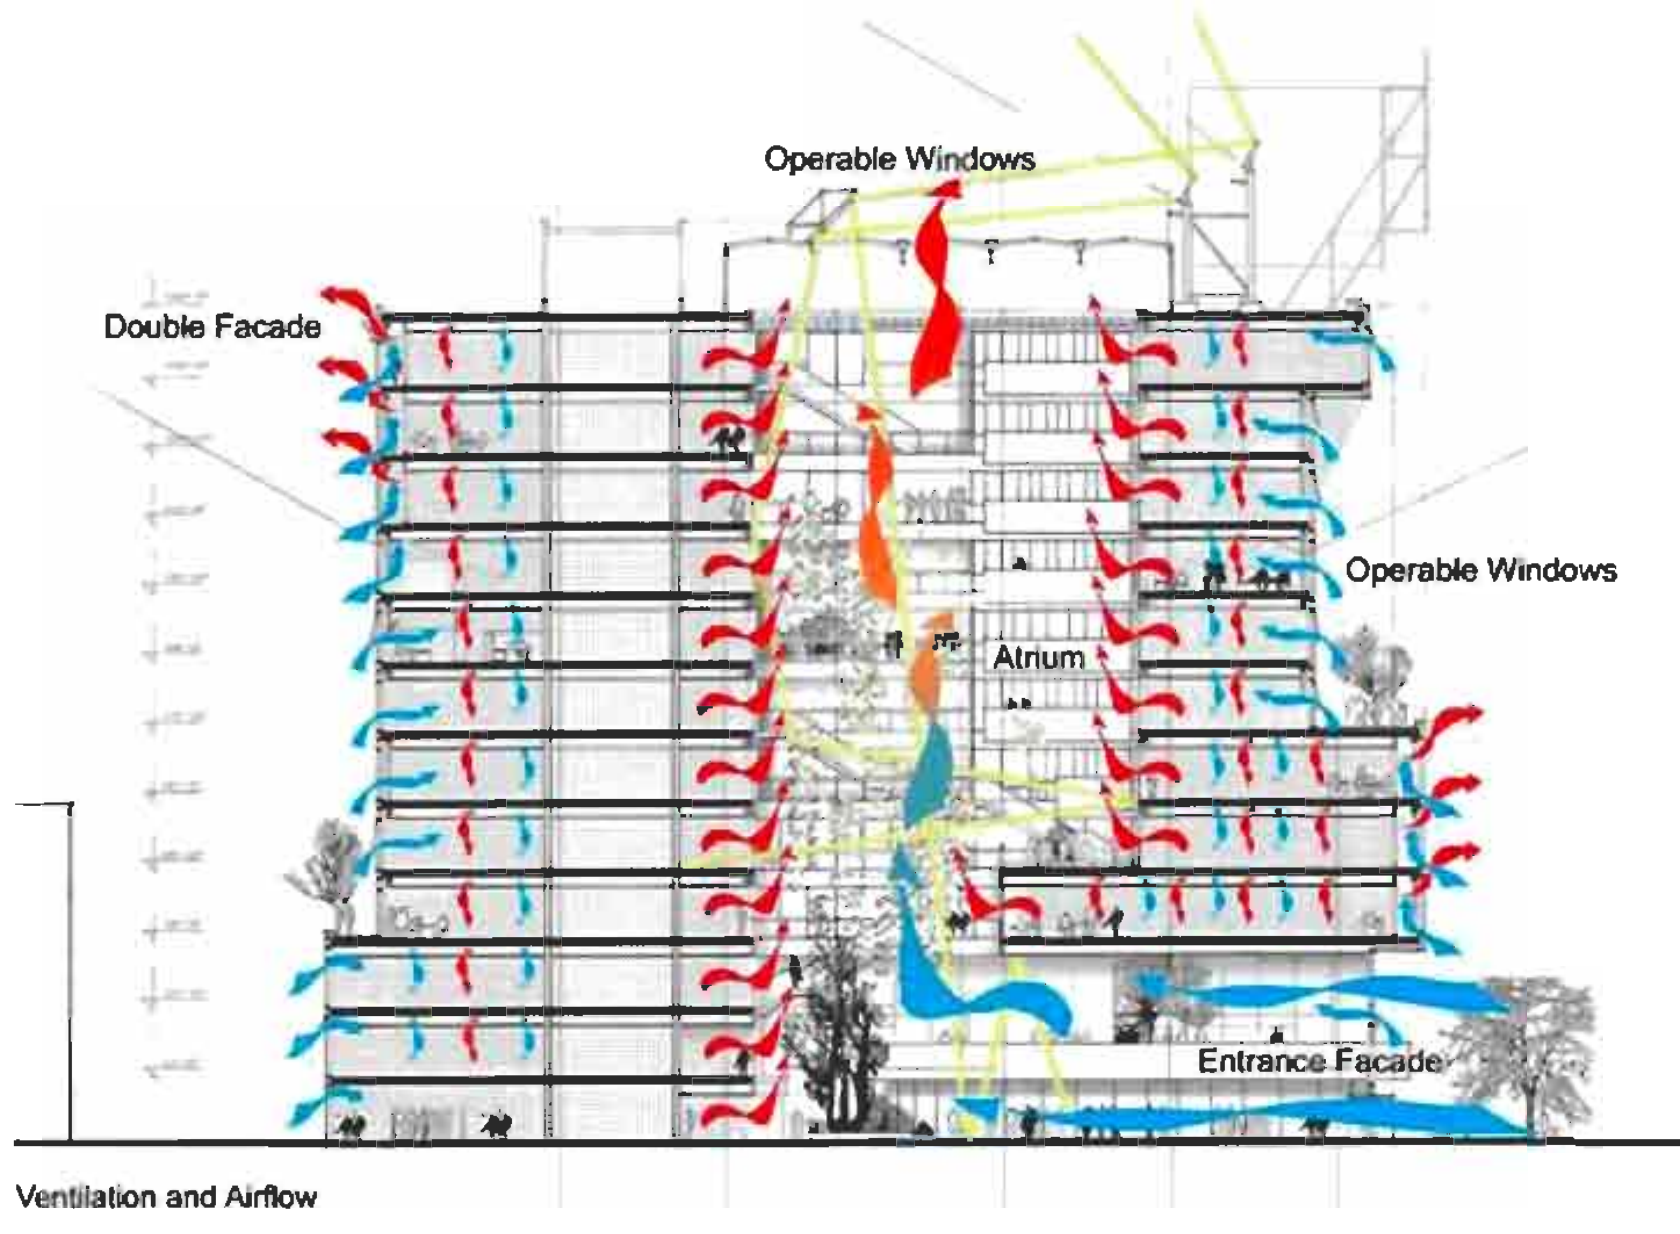 Operable Windows
Double Facade
Operable Windows
Atrium
Entrance Facade
Ventilation and Airflow